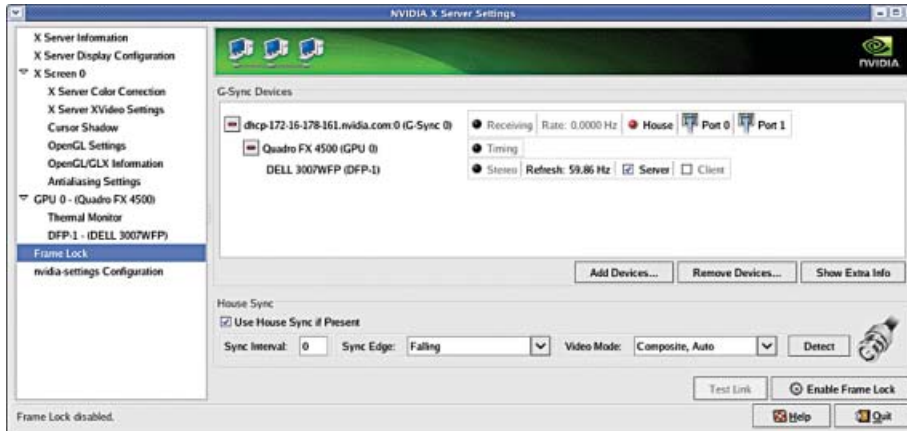 NVIDIA X Server Settings
X Server Information
X Server Display Configuration
X Screen 0
X Server Color Correction
X Server XVideo Settings
Cursor Shadow
OpenGL Settings
OpenGL/GLX Information
Antialiasing Settings
GPU 0 - (Quadro FX 4500)
Thermal Monitor
DFP-1 - (DELL 3007WFP)
Frame Lock
nvidia-settings Configuration
nVIDIA
G-Sync Devices
dhcp-172-16-178-161.nvidia.com:0 (G-Sync 0) Receiving Rate: 0.0000 Hz House Port 0 Port 1
Quadro FX 4500 (GPU 0) Timing
DELL 3007WFP (DFP-1) Stereo Refresh: 59.86 Hz Server Client
Add Devices... Remove Devices... Show Extra Info
House Sync
Use House Sync if Present
Sync Interval: 0 Sync Edge: Falling Video Mode: Composite, Auto Detect
Test Link Enable Frame Lock
Frame Lock disabled. Help Quit